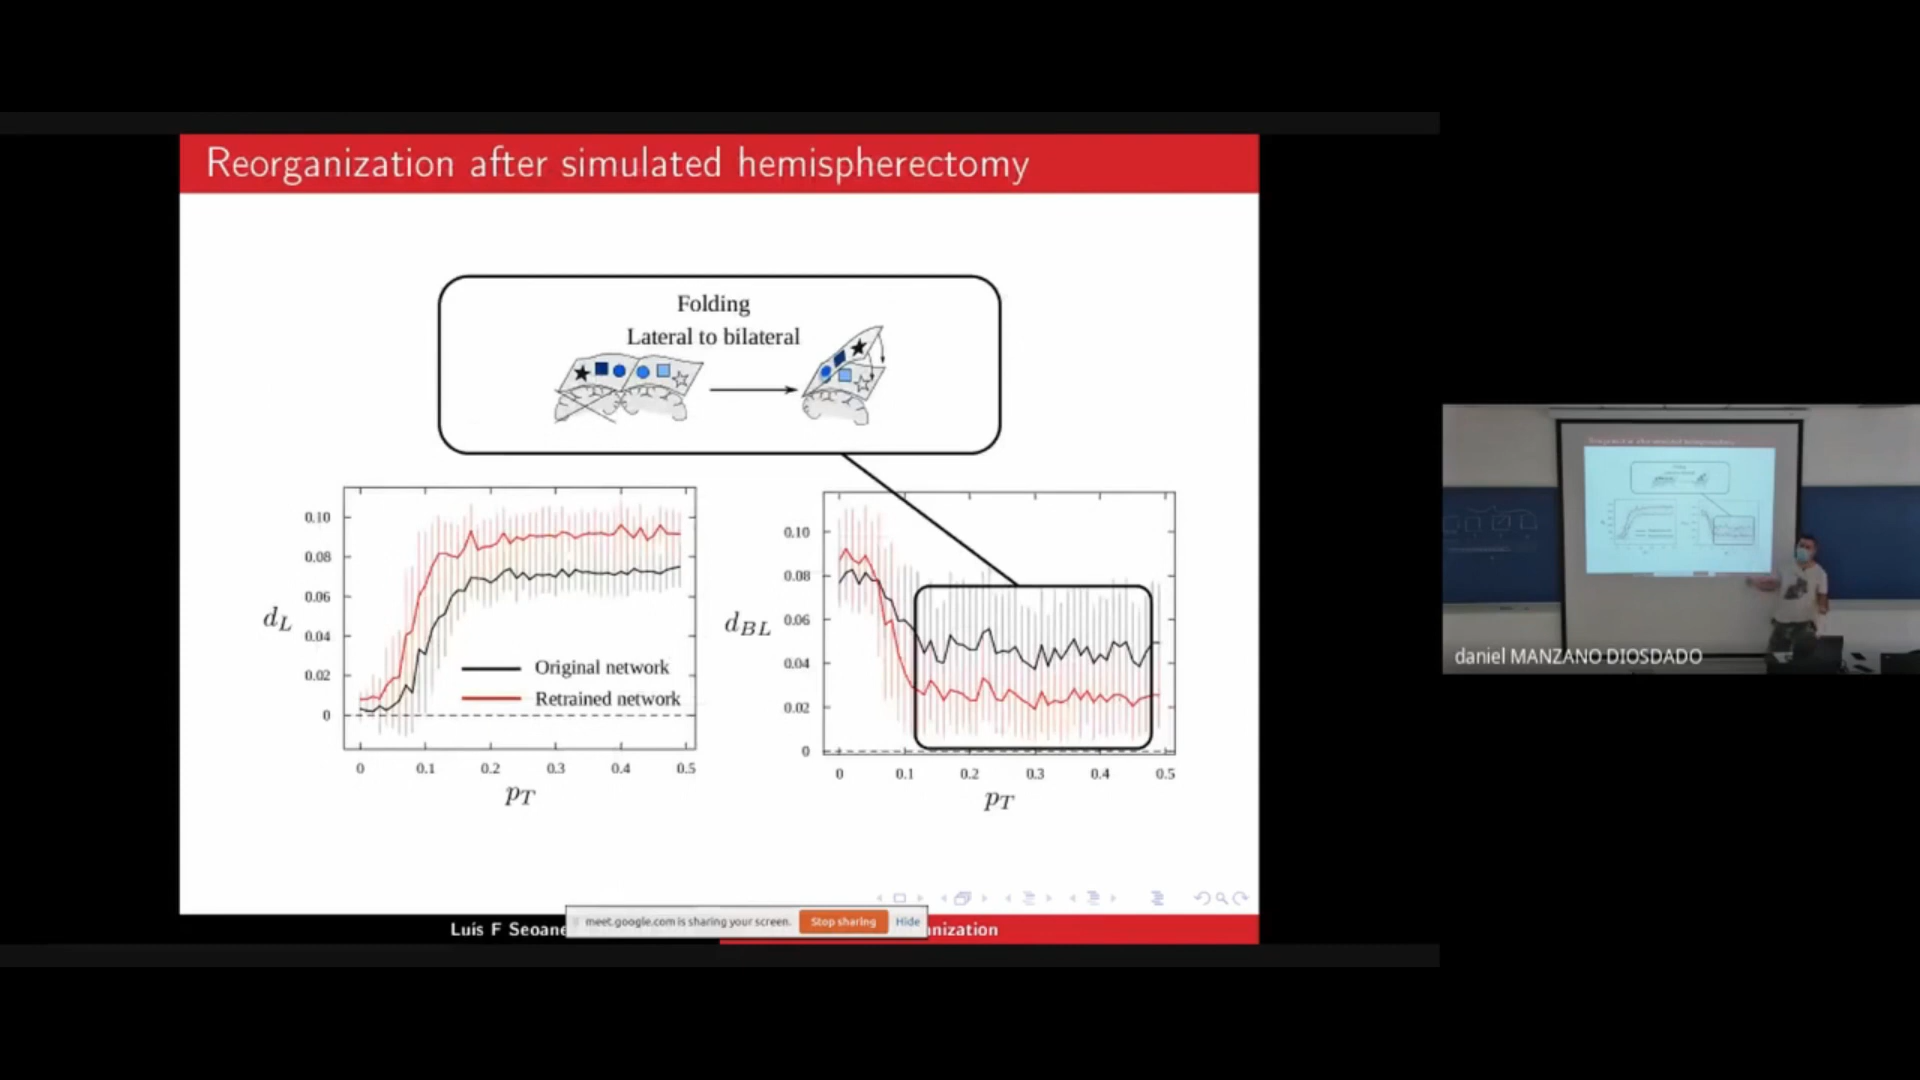 Reorganization after simulated hemispherectomy
Folding
Lateral to bilateral
0.10
0.08
0.06
0.04
0.02
0
d_L
Original network
Retrained network
0 0.1 0.2 0.3 0.4 0.5
p_T
0.10
0.08
0.06
0.04
0.02
0
d_BL
0 0.1 0.2 0.3 0.4 0.5
p_T
meet.google.com is sharing your screen. Stop sharing Hide
Luís F Seoane
nization
daniel MANZANO DIOSDADO